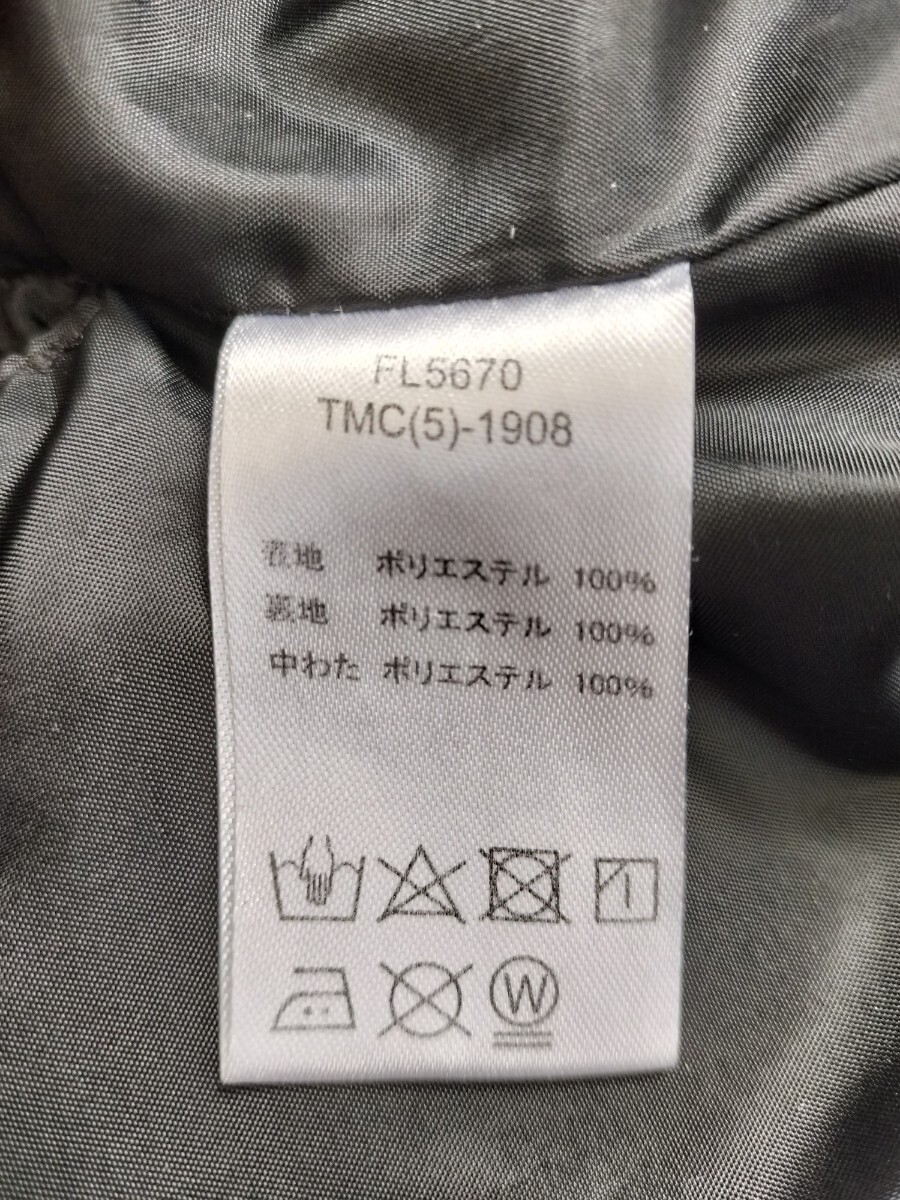 FL5670
TMC(5)-1908
表地 ポリエステル 100%
裏地 ポリエステル 100%
中わた ポリエステル 100%
W